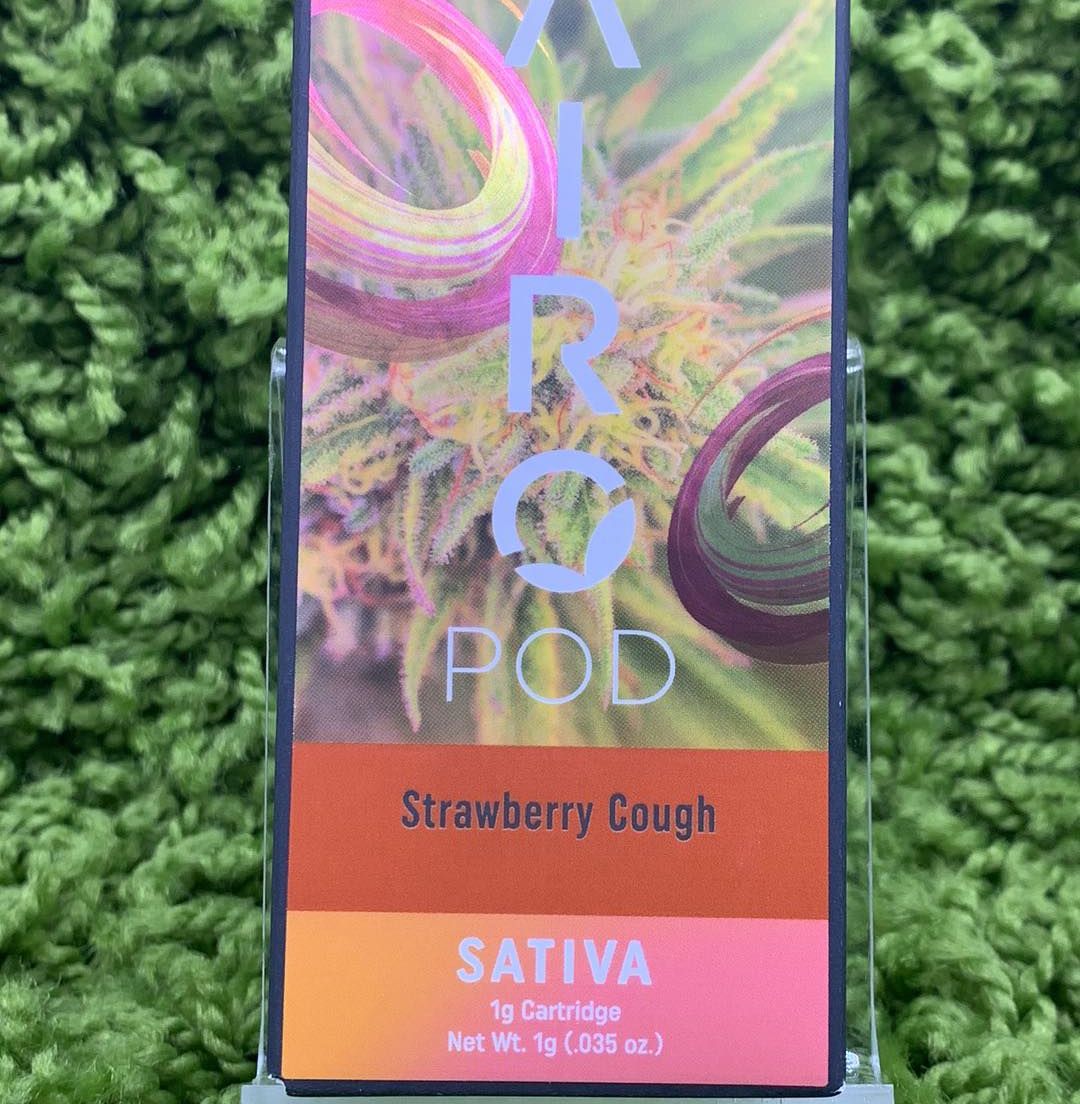 AIRO
POD
Strawberry Cough
SATIVA
1g Cartridge
Net Wt. 1g (.035 oz.)